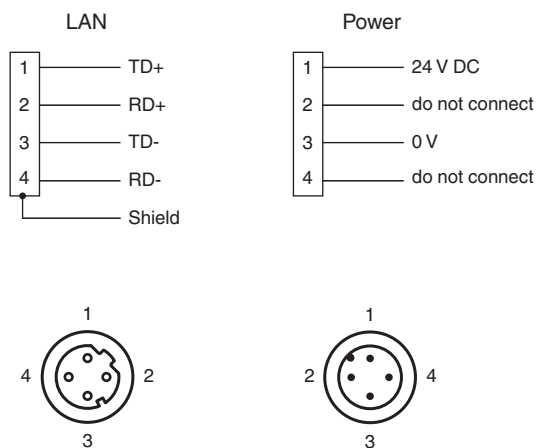 LAN
1 TD+
2 RD+
3 TD-
4 RD-
Shield
Power
1 24 V DC
2 do not connect
3 0 V
4 do not connect
1
4 2
3
1
2 4
3